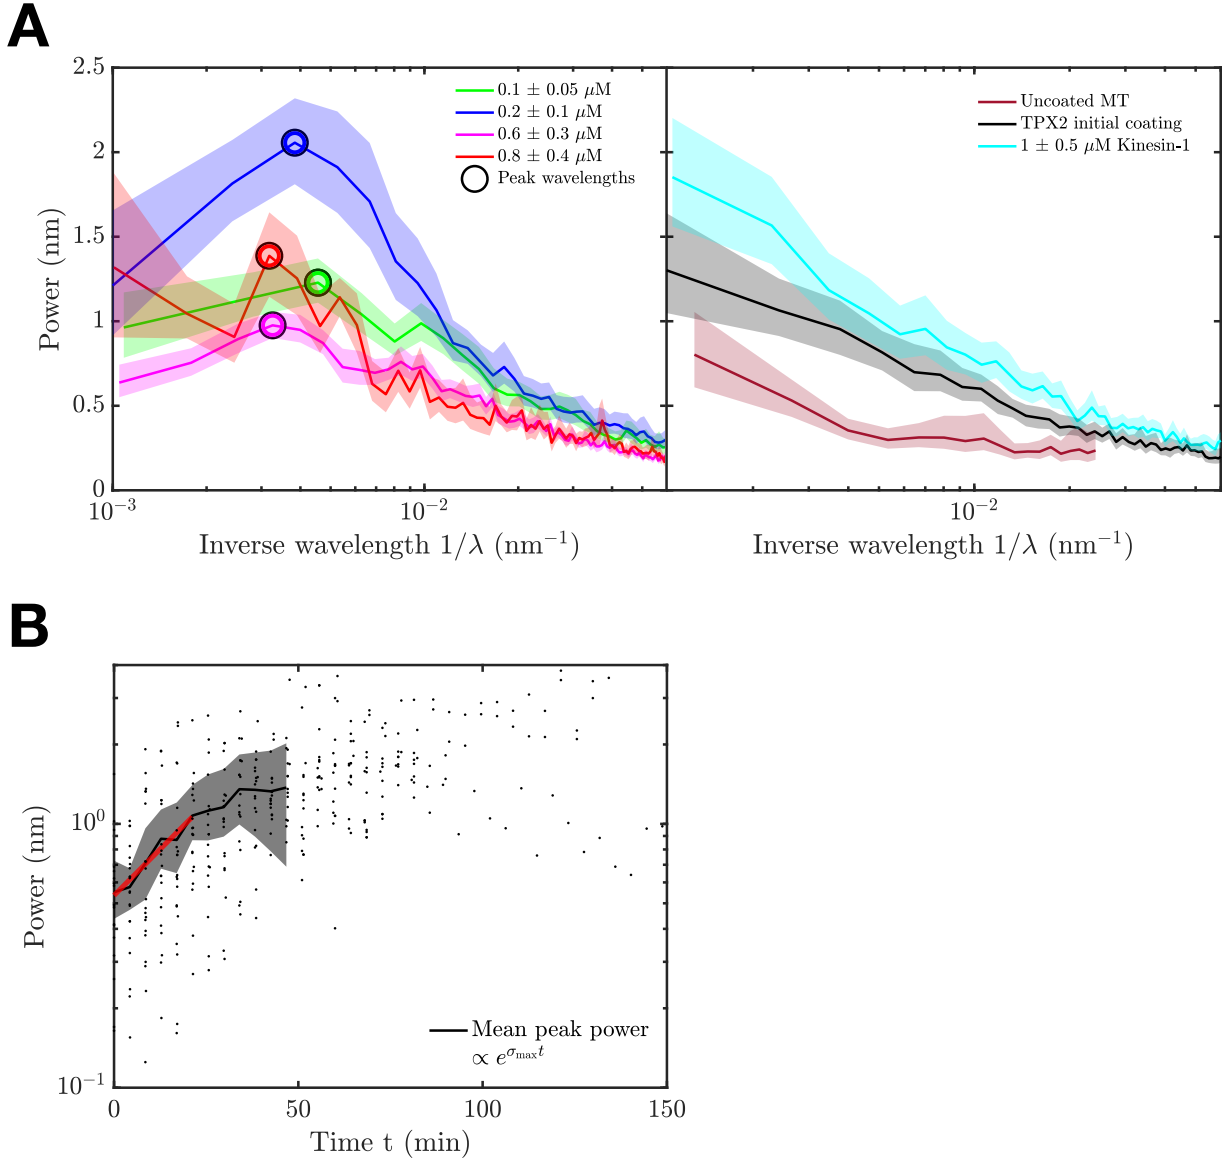 A
2.5
2
1.5
1
0.5
0
Power (nm)
0.1 ± 0.05 μM
0.2 ± 0.1 μM
0.6 ± 0.3 μM
0.8 ± 0.4 μM
Peak wavelengths
10⁻³
10⁻²
Inverse wavelength 1/λ (nm⁻¹)
Uncoated MT
TPX2 initial coating
1 ± 0.5 μM Kinesin-1
10⁻²
Inverse wavelength 1/λ (nm⁻¹)
B
10⁰
10⁻¹
Power (nm)
Mean peak power
∝ e^{σ_max t}
0
50
100
150
Time t (min)